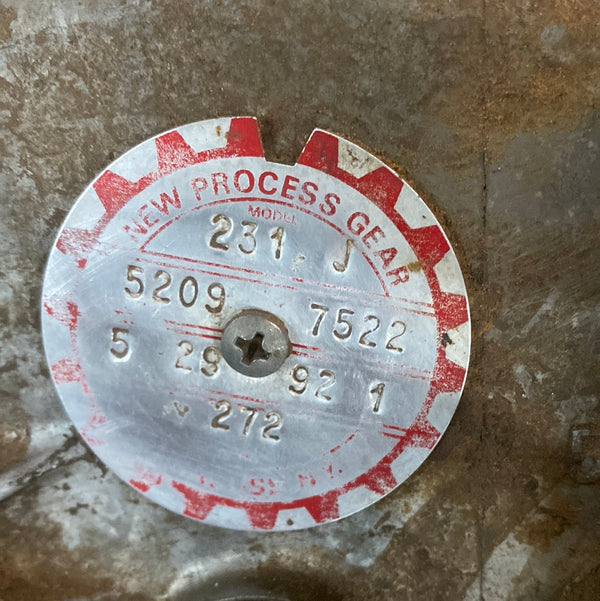 NEW PROCESS GEAR
MODEL
231 J
5209 7522
5 29 92 1
272
N.Y.